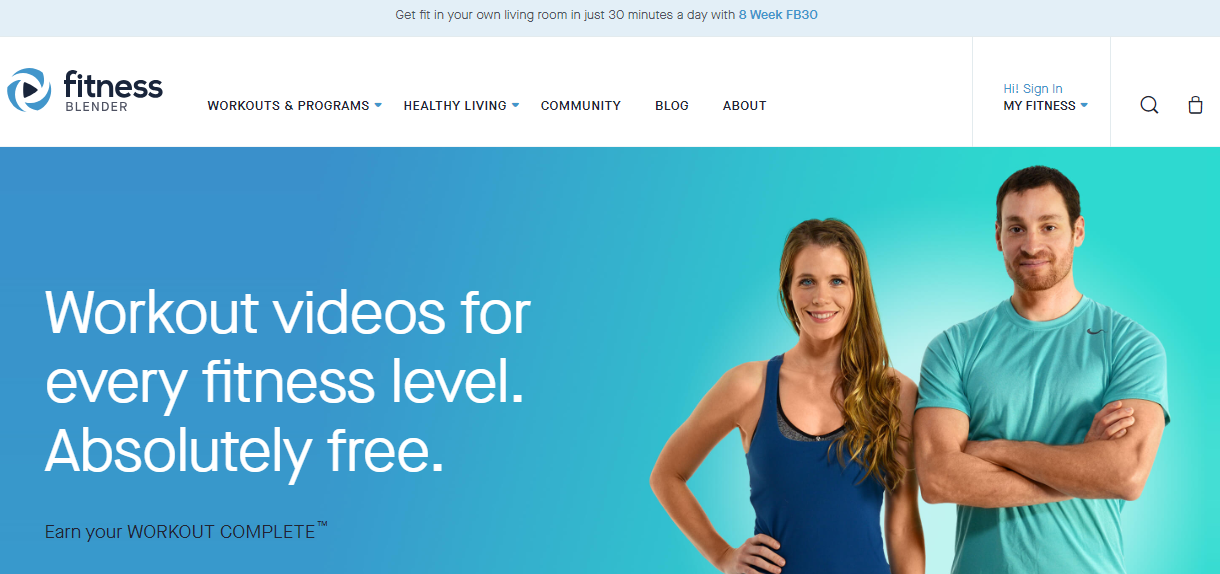 Get fit in your own living room in just 30 minutes a day with 8 Week FB30
fitness
BLENDER
WORKOUTS & PROGRAMS
HEALTHY LIVING
COMMUNITY
BLOG
ABOUT
Hi! Sign In
MY FITNESS
Workout videos for
every fitness level.
Absolutely free.
Earn your WORKOUT COMPLETE™